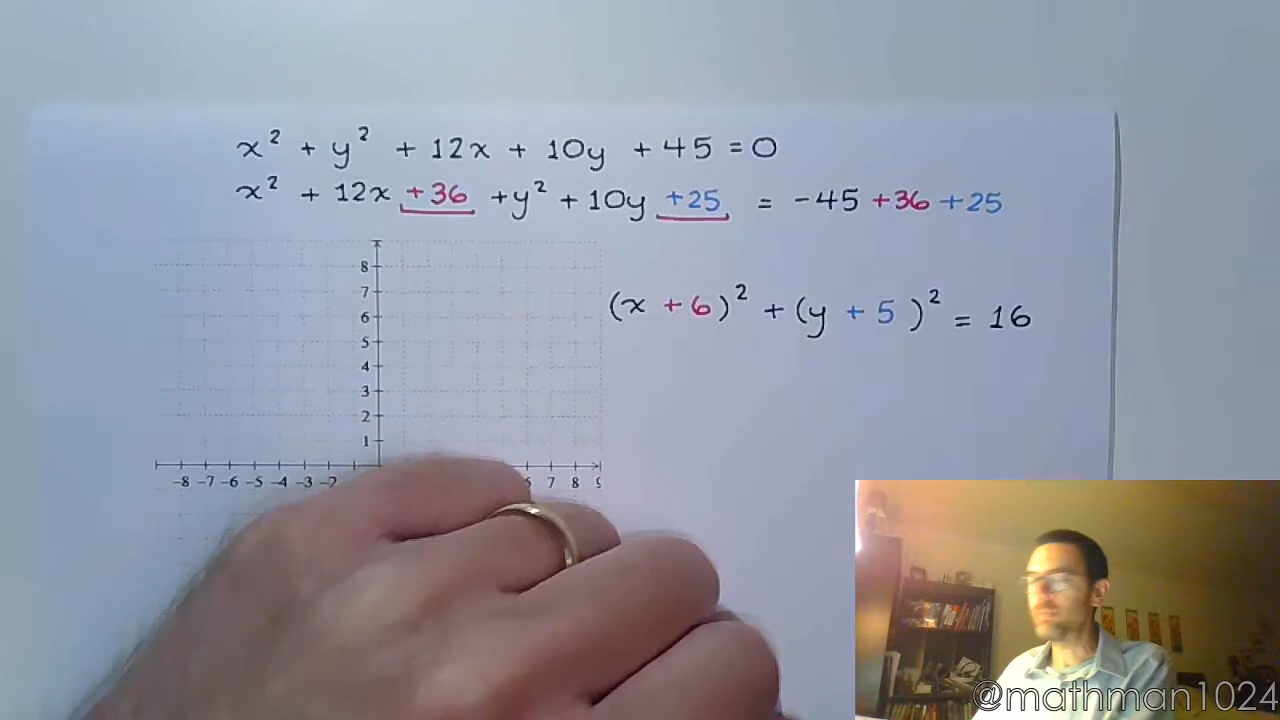 x² + y² + 12x + 10y + 45 = 0
x² + 12x +36 + y² + 10y +25 = -45 +36 +25
(x +6)² + (y + 5)² = 16
8
7
6
5
4
3
2
1
-8 -7 -6 -5 -4 -3 -2 6 7 8
@mathman1024